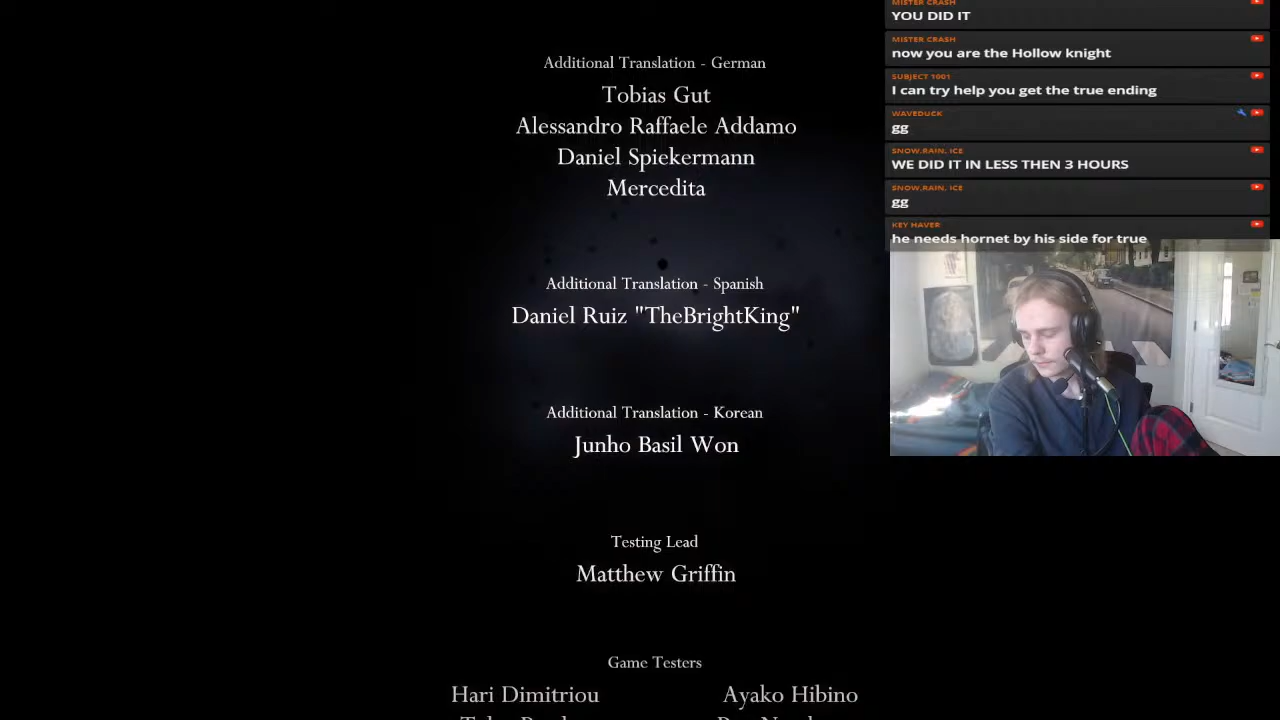 Additional Translation - German
Tobias Gut
Alessandro Raffaele Addamo
Daniel Spiekermann
Mercedita
Additional Translation - Spanish
Daniel Ruiz "TheBrightKing"
Additional Translation - Korean
Junho Basil Won
Testing Lead
Matthew Griffin
Game Testers
Hari Dimitriou
Ayako Hibino
MISTER CRASH
YOU DID IT
MISTER CRASH
now you are the Hollow knight
SUBJECT 1001
I can try help you get the true ending
WAVEDUCK
gg
SNOW.RAIN. ICE
WE DID IT IN LESS THEN 3 HOURS
SNOW.RAIN. ICE
gg
KEY HAVER
he needs hornet by his side for true